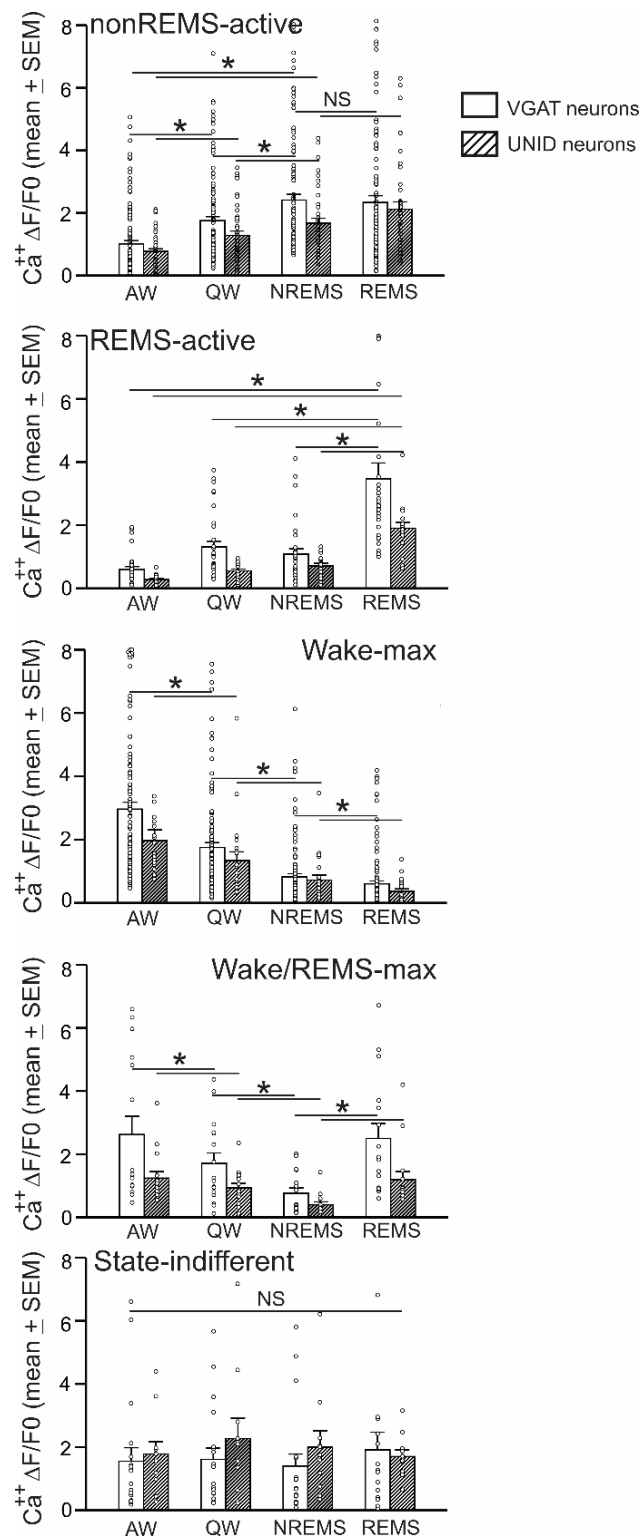 nonREMS-active
8
6
4
2
0
Ca++ ΔF/F0 (mean ± SEM)
*
*
*
NS
AW QW NREMS REMS
VGAT neurons
UNID neurons
REMS-active
8
6
4
2
0
Ca++ ΔF/F0 (mean ± SEM)
*
*
*
AW QW NREMS REMS
Wake-max
8
6
4
2
0
Ca++ ΔF/F0 (mean ± SEM)
*
*
*
AW QW NREMS REMS
Wake/REMS-max
8
6
4
2
0
Ca++ ΔF/F0 (mean ± SEM)
*
*
*
AW QW NREMS REMS
State-indifferent
8
6
4
2
0
Ca++ ΔF/F0 (mean ± SEM)
NS
AW QW NREMS REMS